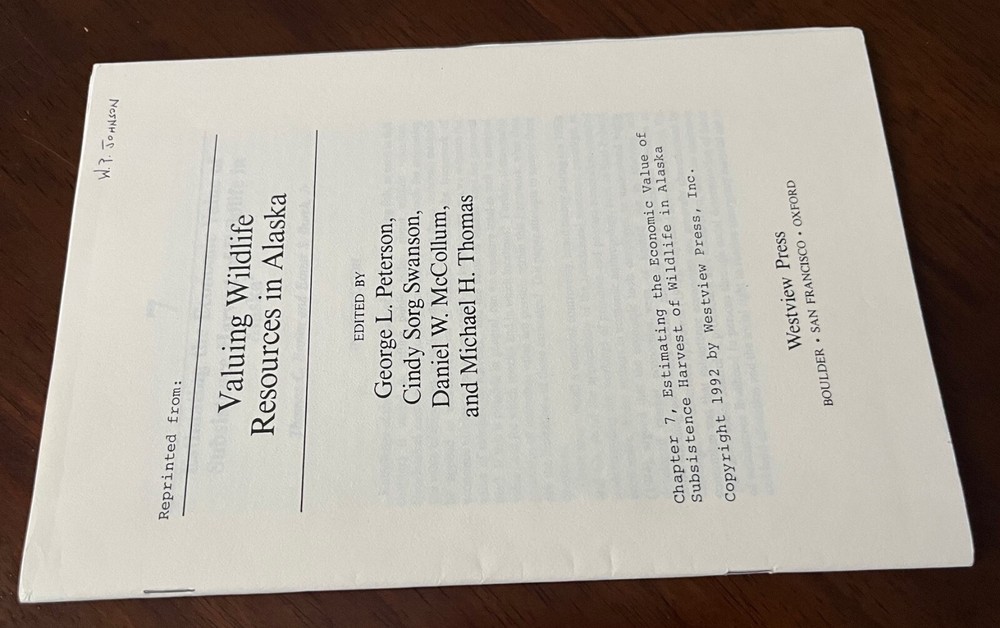 W.P. JOHNSON
Reprinted from:
Valuing Wildlife
Resources in Alaska
EDITED BY
George L. Peterson,
Cindy Sorg Swanson,
Daniel W. McCollum,
and Michael H. Thomas
Chapter 7, Estimating the Economic Value of
Subsistence Harvest of Wildlife in Alaska
Copyright 1992 by Westview Press, Inc.
Westview Press
BOULDER • SAN FRANCISCO • OXFORD